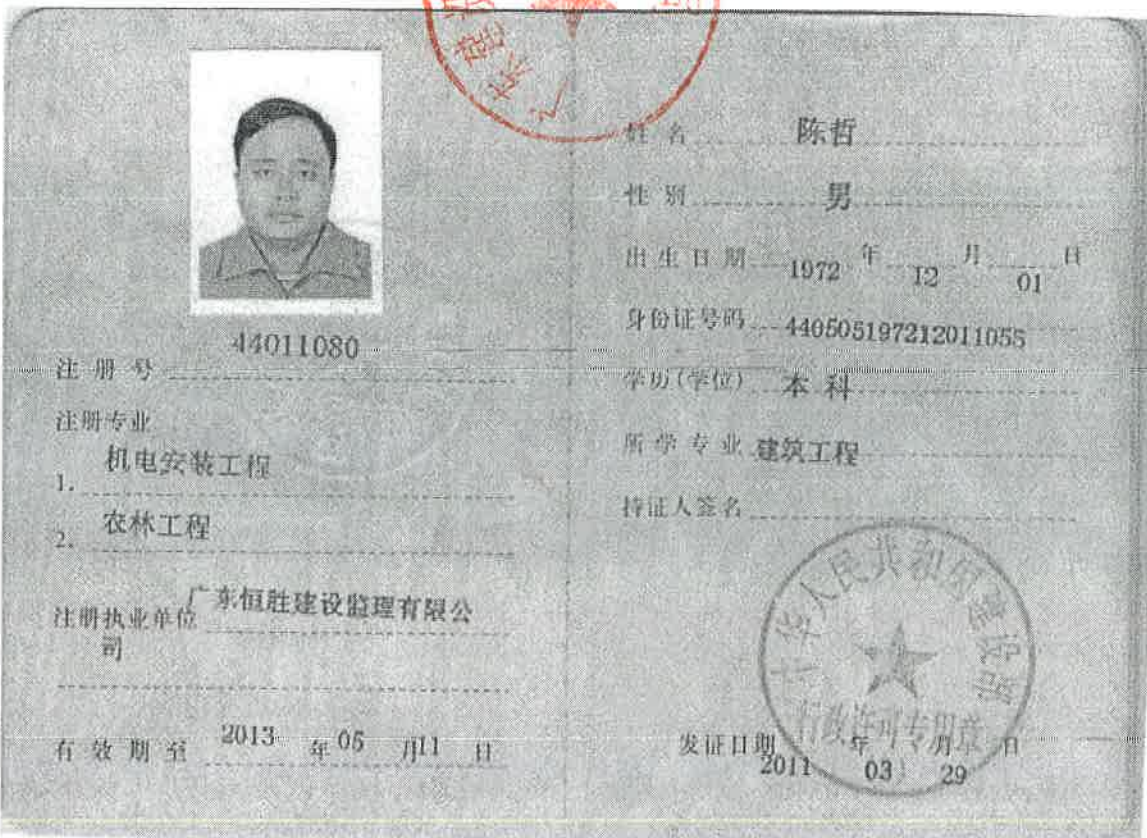 44011080
注册号
注册专业
机电安装工程
1.
农林工程
2.
广东恒胜建设监理有限公
注册执业单位
司
有效期至 2013 年 05 月 11 日
姓名 陈哲
性别 男
出生日期 1972 年 12 月 01 日
身份证号码 44050519721201105S
学历(学位) 本科
所学专业 建筑工程
持证人签名
中华人民共和国建设部
行政许可专用章
发证日期 年 月 日
2011 03 29
广东建设